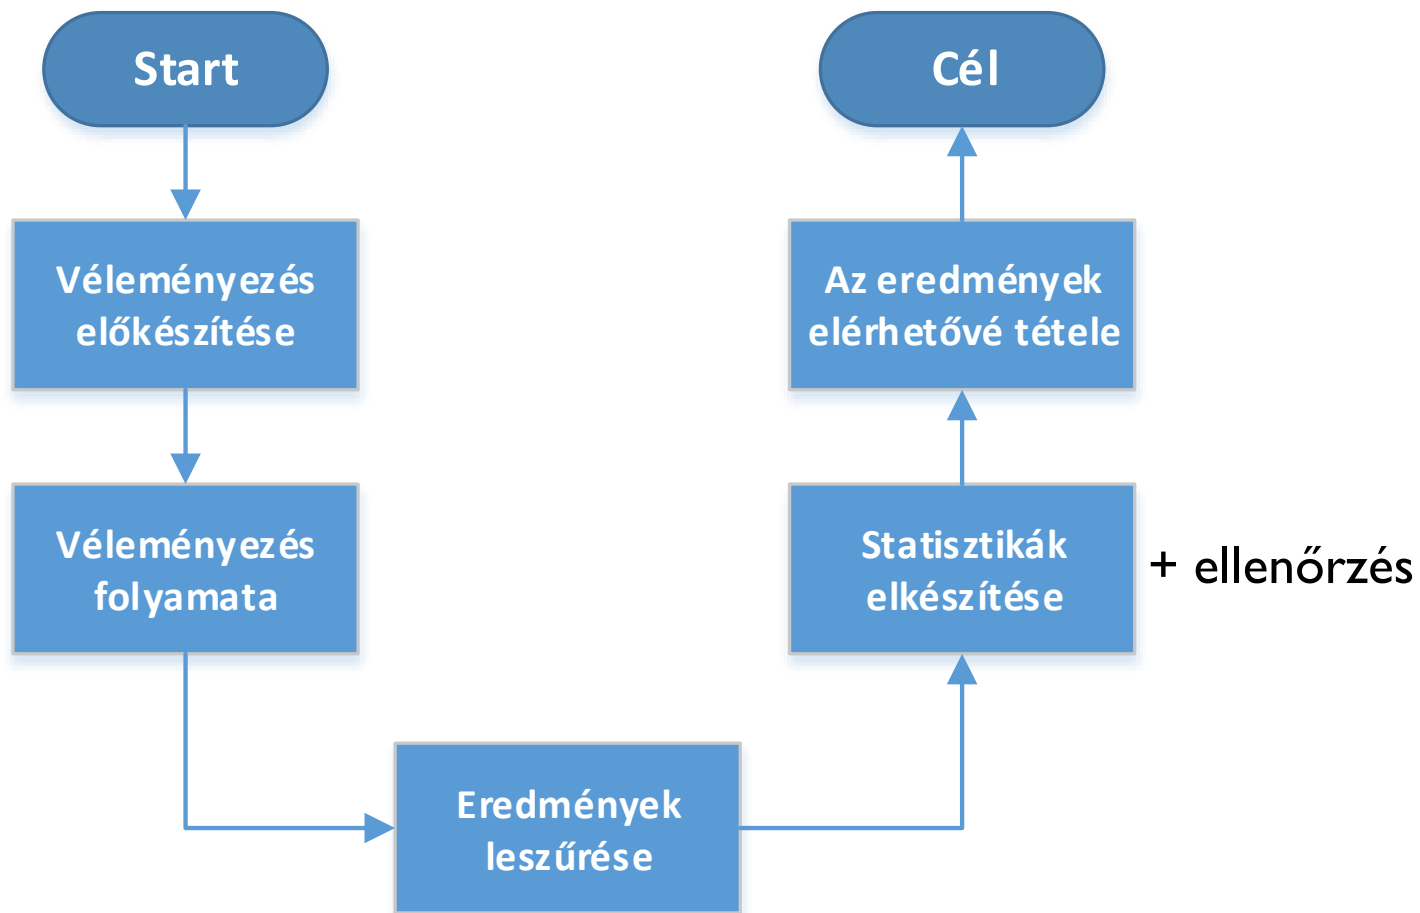 Start
Véleményezés
előkészítése
Véleményezés
folyamata
Eredmények
leszűrése
Statisztikák
elkészítése
+ ellenőrzés
Az eredmények
elérhetővé tétele
Cél